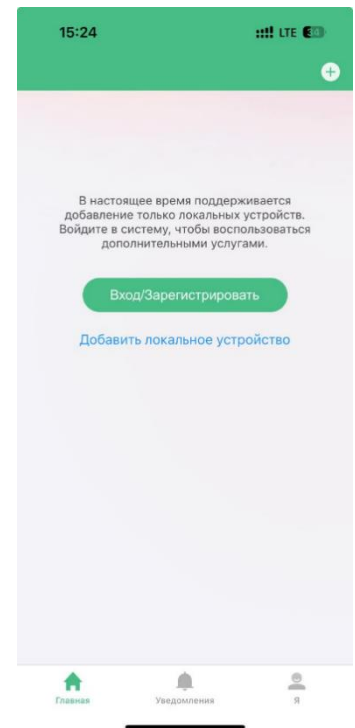 15:24
LTE 34
В настоящее время поддерживается
добавление только локальных устройств.
Войдите в систему, чтобы воспользоваться
дополнительными услугами.
Вход/Зарегистрировать
Добавить локальное устройство
Главная
Уведомления
Я